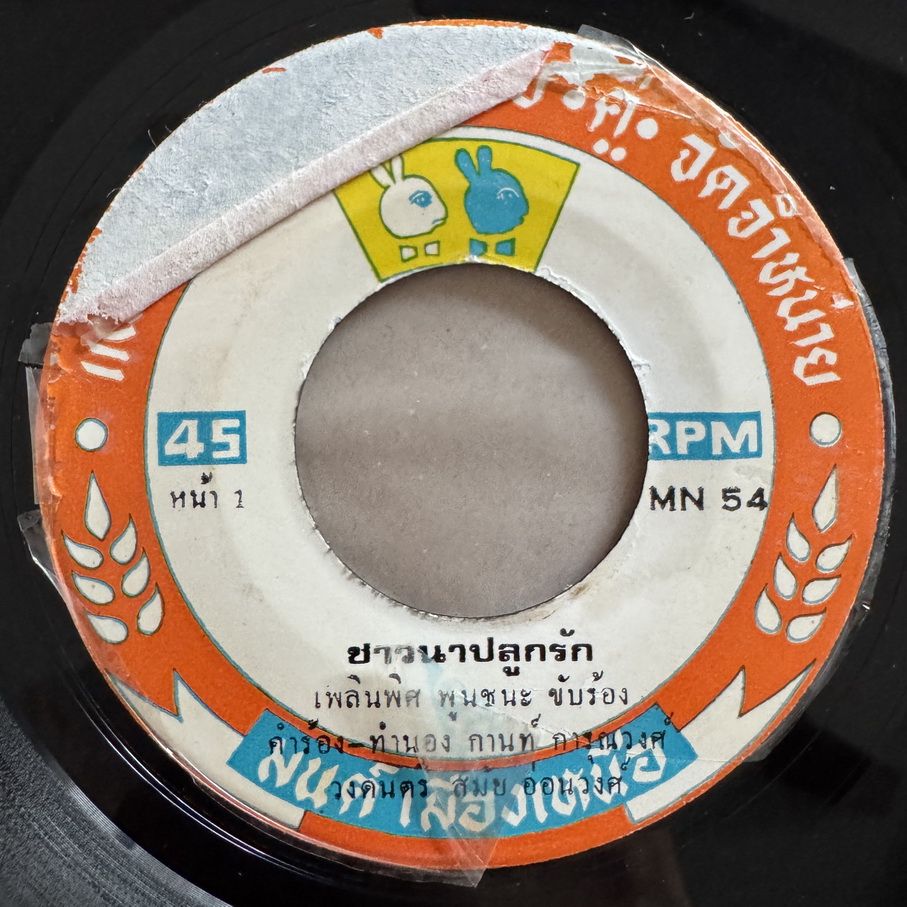 จัดจำหน่าย
45 RPM
หน้า 1 MN 54
ชาวนาปลูกรัก
เพลินพิศ พูนชนะ ขับร้อง
คำร้อง-ทำนอง กานท์ การุณวงศ์
วงดนตรี สมัย อ่อนวงศ์
มนต์เมืองเหนือ